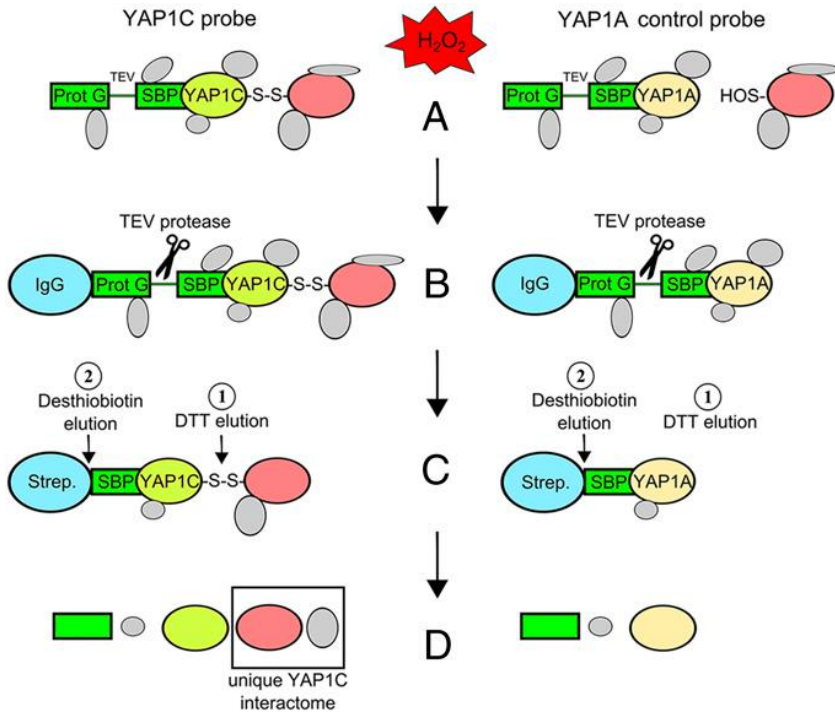 YAP1C probe
H₂O₂
YAP1A control probe
Prot G
TEV
SBP
YAP1C
-S-S-
A
Prot G
TEV
SBP
YAP1A
HOS-
TEV protease
IgG
Prot G
SBP
YAP1C
-S-S-
B
TEV protease
IgG
Prot G
SBP
YAP1A
2
Desthiobiotin
elution
1
DTT elution
Strep.
SBP
YAP1C
-S-S-
C
2
Desthiobiotin
elution
1
DTT elution
Strep.
SBP
YAP1A
D
unique YAP1C
interactome